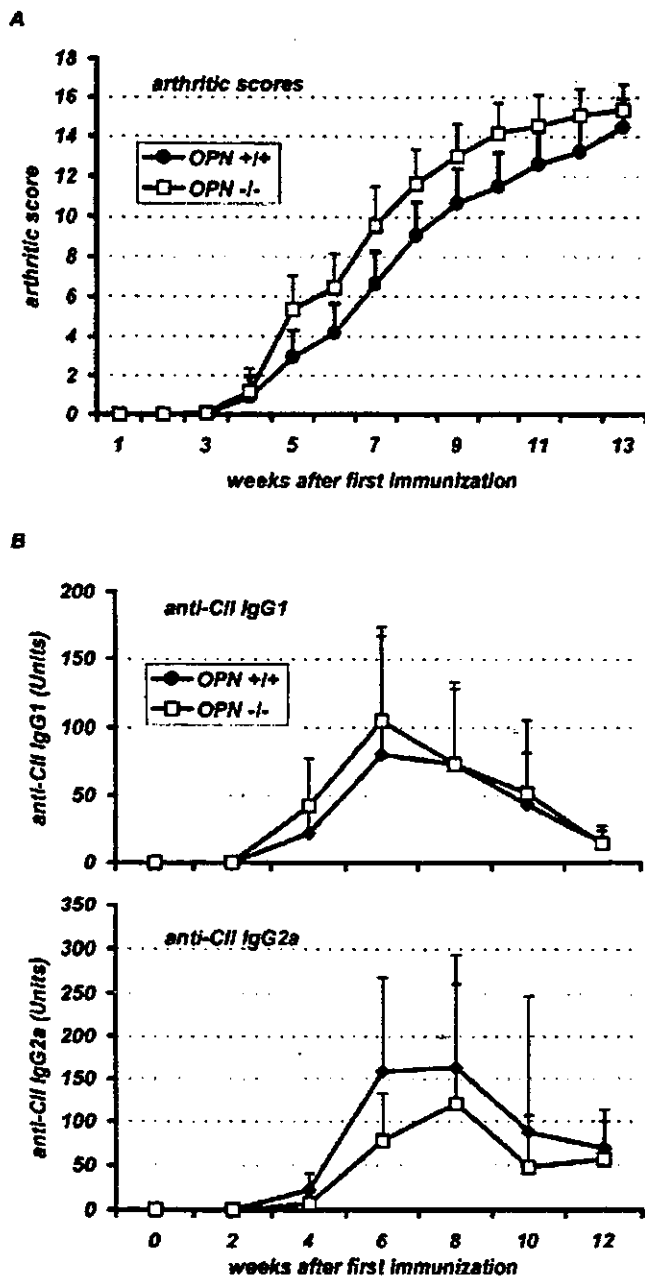 A
arthritic scores
OPN +/+
OPN -/-
arthritic score
18
16
14
12
10
8
6
4
2
0
1 3 5 7 9 11 13
weeks after first immunization
B
anti-CII IgG1
OPN +/+
OPN -/-
anti-CII IgG1 (Units)
200
150
100
50
0
anti-CII IgG2a
anti-CII IgG2a (Units)
350
300
250
200
150
100
50
0
0 2 4 6 8 10 12
weeks after first immunization